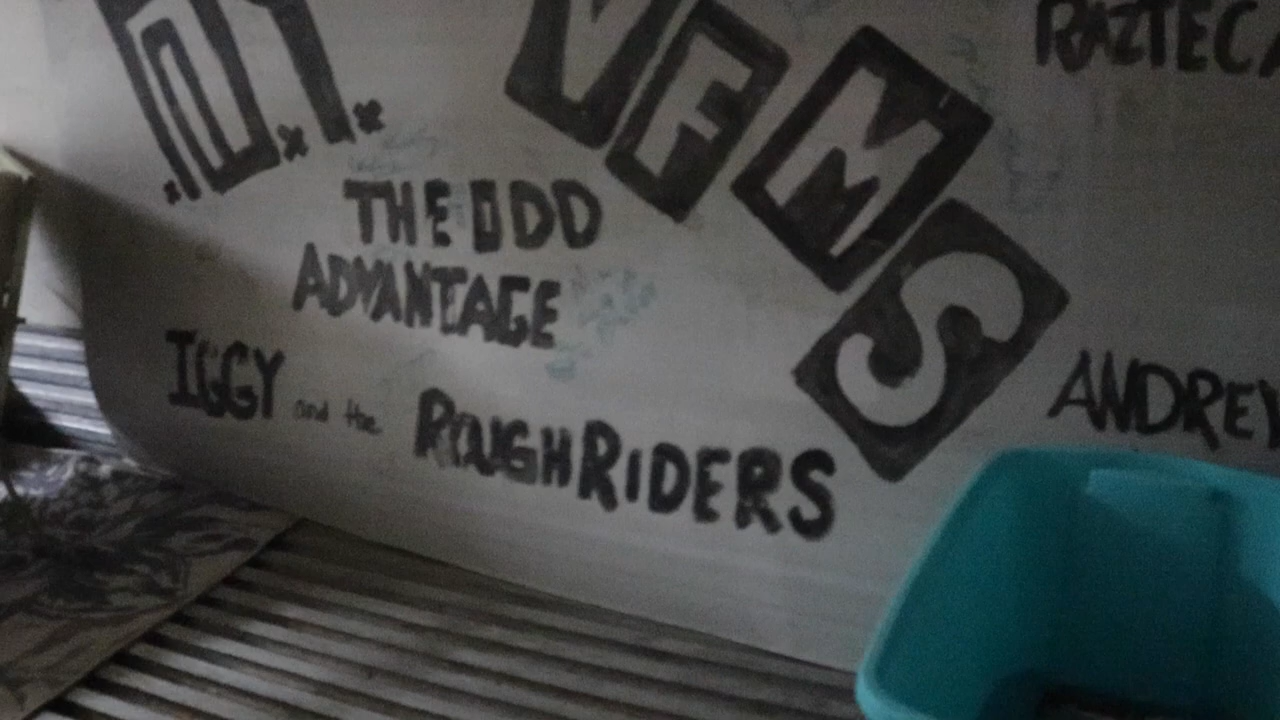 VFMS
RAZTECA
THE ODD
ADVANTAGE
IGGY and the ROUGHRIDERS
ANDREY